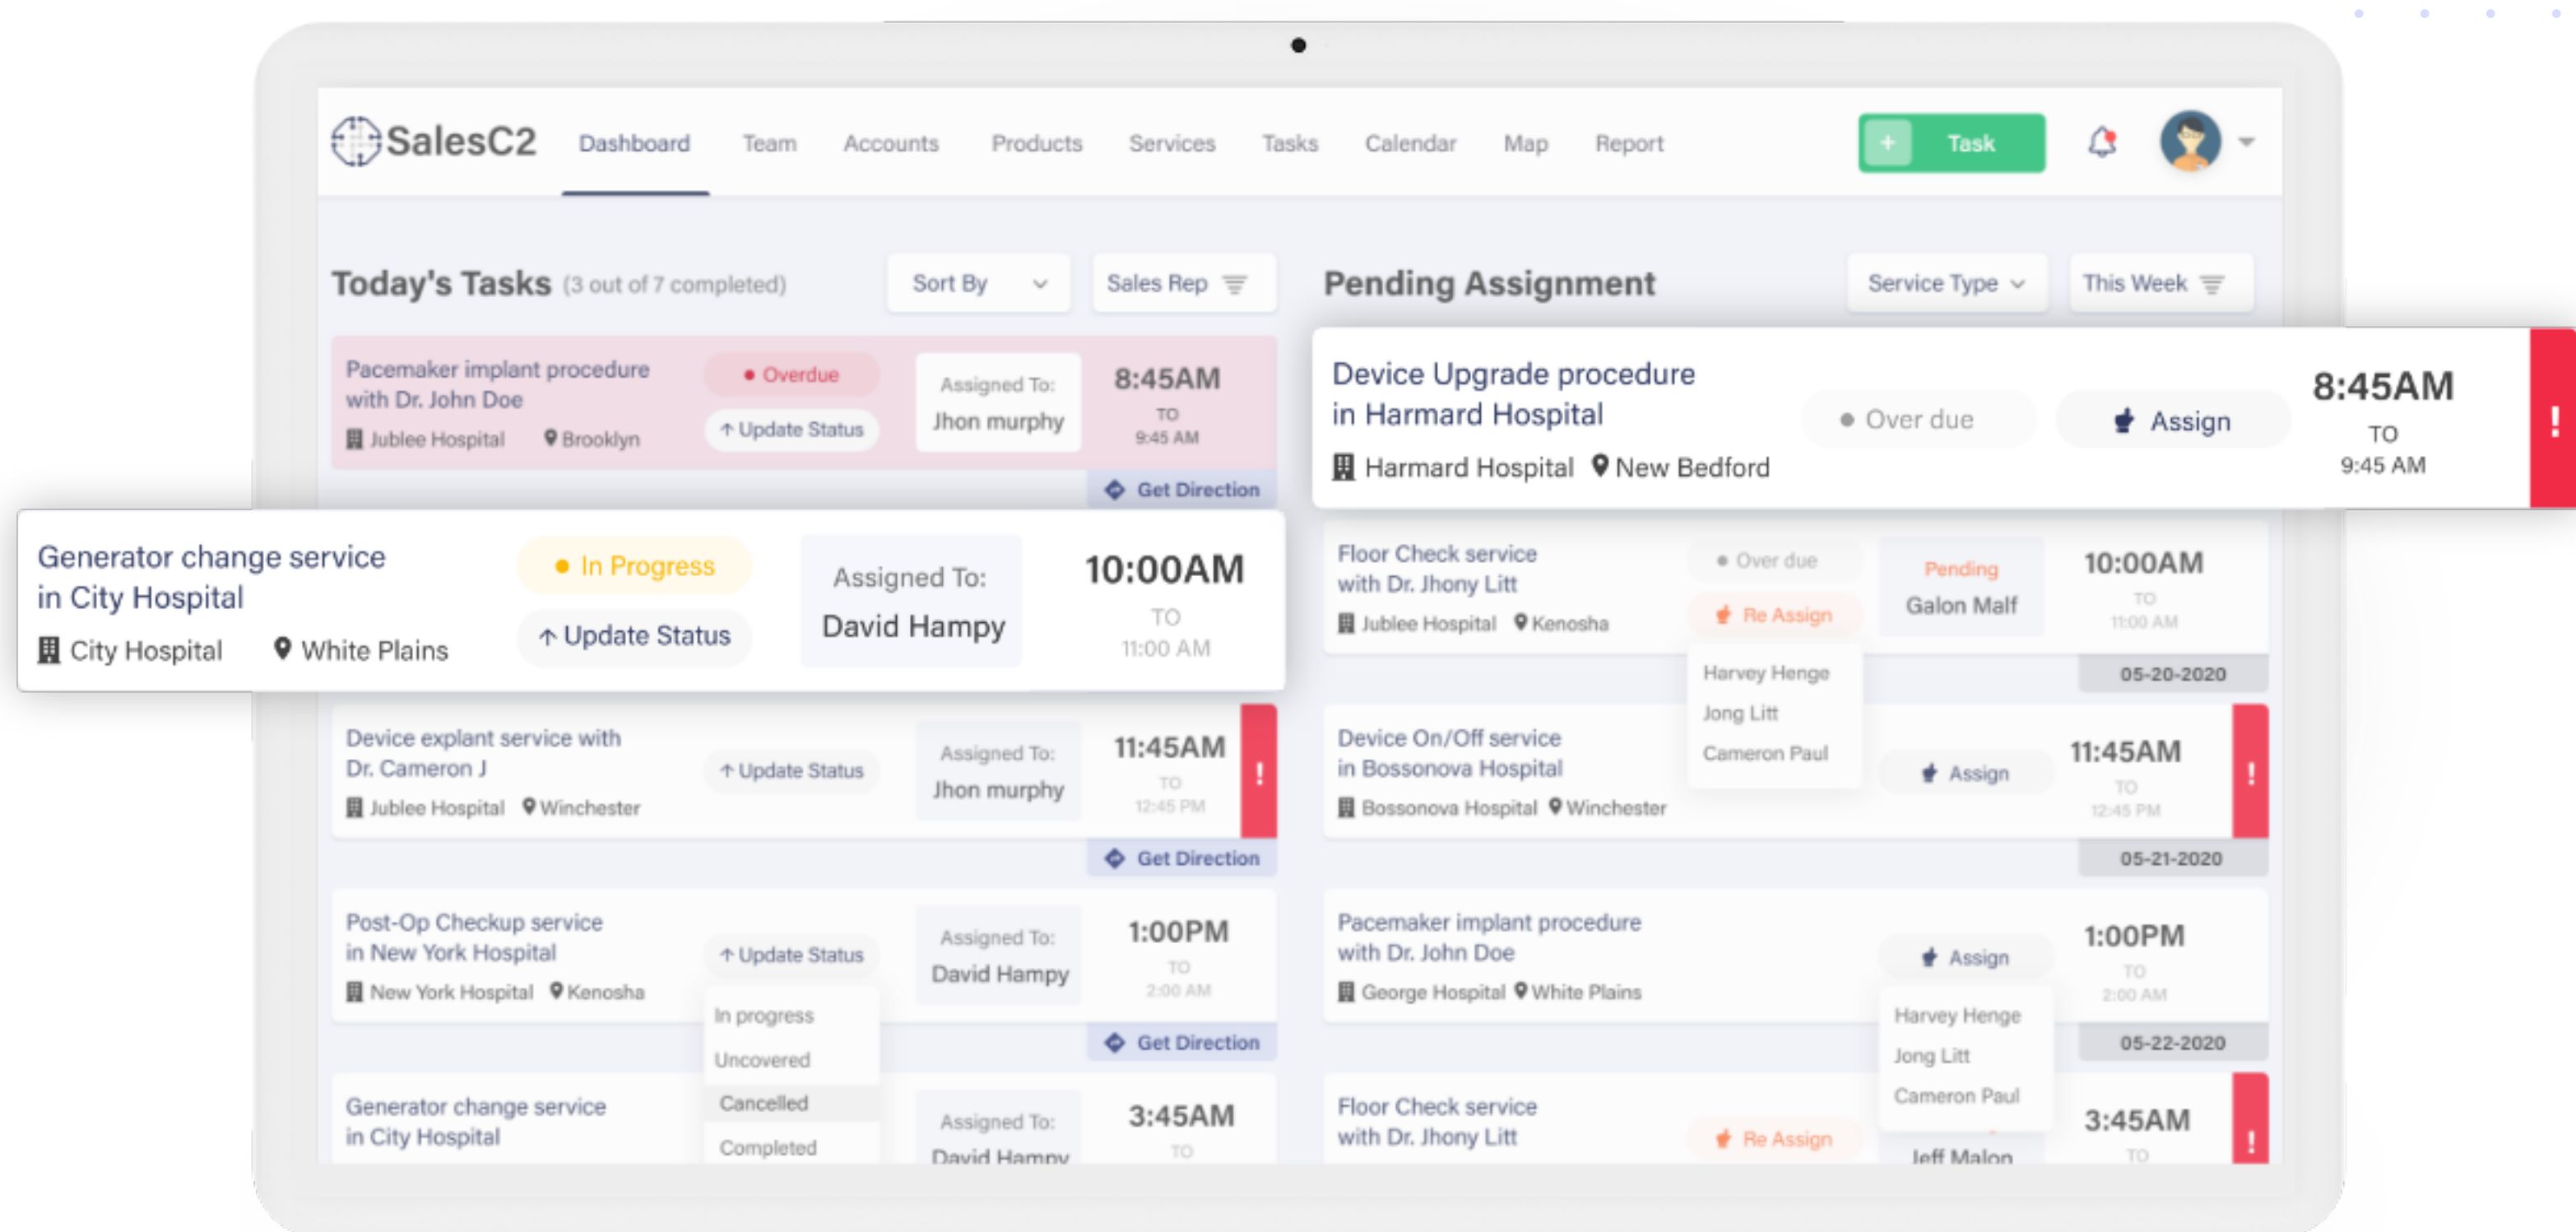 SalesC2 Dashboard Team Accounts Products Services Tasks Calendar Map Report + Task
Today's Tasks (3 out of 7 completed) Sort By Sales Rep
Pacemaker implant procedure
with Dr. John Doe
Jublee Hospital Brooklyn
Overdue
↑ Update Status
Assigned To:
Jhon murphy
8:45AM
TO
9:45 AM
Get Direction
Generator change service
in City Hospital
City Hospital White Plains
In Progress
↑ Update Status
Assigned To:
David Hampy
10:00AM
TO
11:00 AM
Device explant service with
Dr. Cameron J
Jublee Hospital Winchester
↑ Update Status
Assigned To:
Jhon murphy
11:45AM
TO
12:45 PM
!
Get Direction
Post-Op Checkup service
in New York Hospital
New York Hospital Kenosha
↑ Update Status
In progress
Uncovered
Cancelled
Completed
Assigned To:
David Hampy
1:00PM
TO
2:00 AM
Get Direction
Generator change service
in City Hospital
Assigned To:
David Hampy
3:45AM
TO
Pending Assignment Service Type This Week
Device Upgrade procedure
in Harmard Hospital
Harmard Hospital New Bedford
Over due
Assign
8:45AM
TO
9:45 AM
!
Floor Check service
with Dr. Jhony Litt
Jublee Hospital Kenosha
Over due
Re Assign
Harvey Henge
Jong Litt
Cameron Paul
Pending
Galon Malf
10:00AM
TO
11:00 AM
05-20-2020
Device On/Off service
in Bossonova Hospital
Bossonova Hospital Winchester
Assign
11:45AM
TO
12:45 PM
!
05-21-2020
Pacemaker implant procedure
with Dr. John Doe
George Hospital White Plains
Assign
Harvey Henge
Jong Litt
Cameron Paul
1:00PM
TO
2:00 AM
05-22-2020
Floor Check service
with Dr. Jhony Litt
Re Assign
Jeff Malon
3:45AM
TO
!